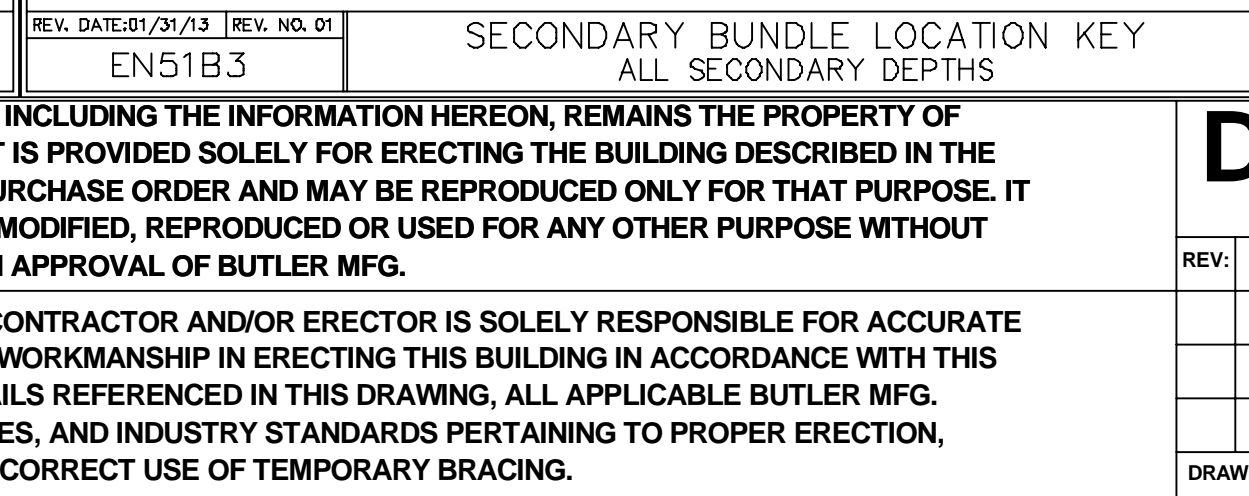 REV. DATE:01/31/13 REV. NO. 01
EN51B3
SECONDARY BUNDLE LOCATION KEY
ALL SECONDARY DEPTHS
INCLUDING THE INFORMATION HEREON, REMAINS THE PROPERTY OF
IS PROVIDED SOLELY FOR ERECTING THE BUILDING DESCRIBED IN THE
URCHASE ORDER AND MAY BE REPRODUCED ONLY FOR THAT PURPOSE. IT
MODIFIED, REPRODUCED OR USED FOR ANY OTHER PURPOSE WITHOUT
APPROVAL OF BUTLER MFG.
CONTRACTOR AND/OR ERECTOR IS SOLELY RESPONSIBLE FOR ACCURATE
WORKMANSHIP IN ERECTING THIS BUILDING IN ACCORDANCE WITH THIS
ILS REFERENCED IN THIS DRAWING, ALL APPLICABLE BUTLER MFG.
ES, AND INDUSTRY STANDARDS PERTAINING TO PROPER ERECTION,
CORRECT USE OF TEMPORARY BRACING.
D
REV:
DRAW